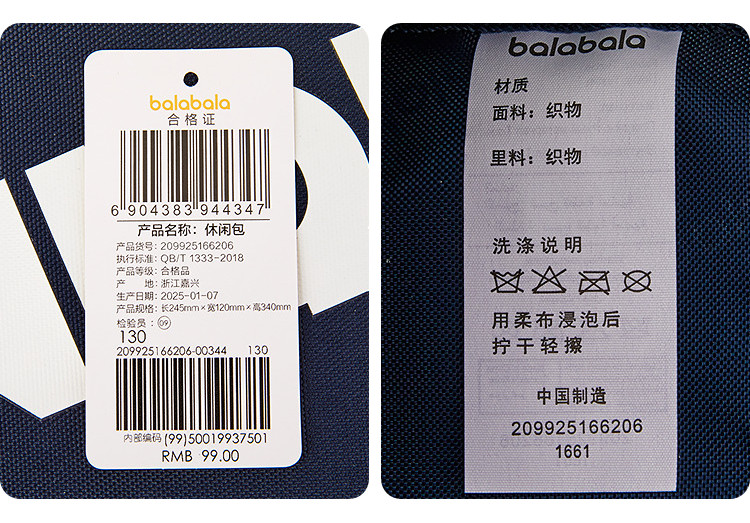 balabala
合格证
6 904383 944347
产品名称：休闲包
产品货号：209925166206
执行标准：QB/T 1333-2018
产品等级：合格品
产　　地：浙江嘉兴
生产日期：2025-01-07
产品规格：长245mm×宽120mm×高340mm
检验员：09
130
209925166206-00344 130
内部编码 (99)50019937501
RMB 99.00
balabala
材质
面料：织物
里料：织物
洗涤说明
用柔布浸泡后
拧干轻擦
中国制造
209925166206
1661